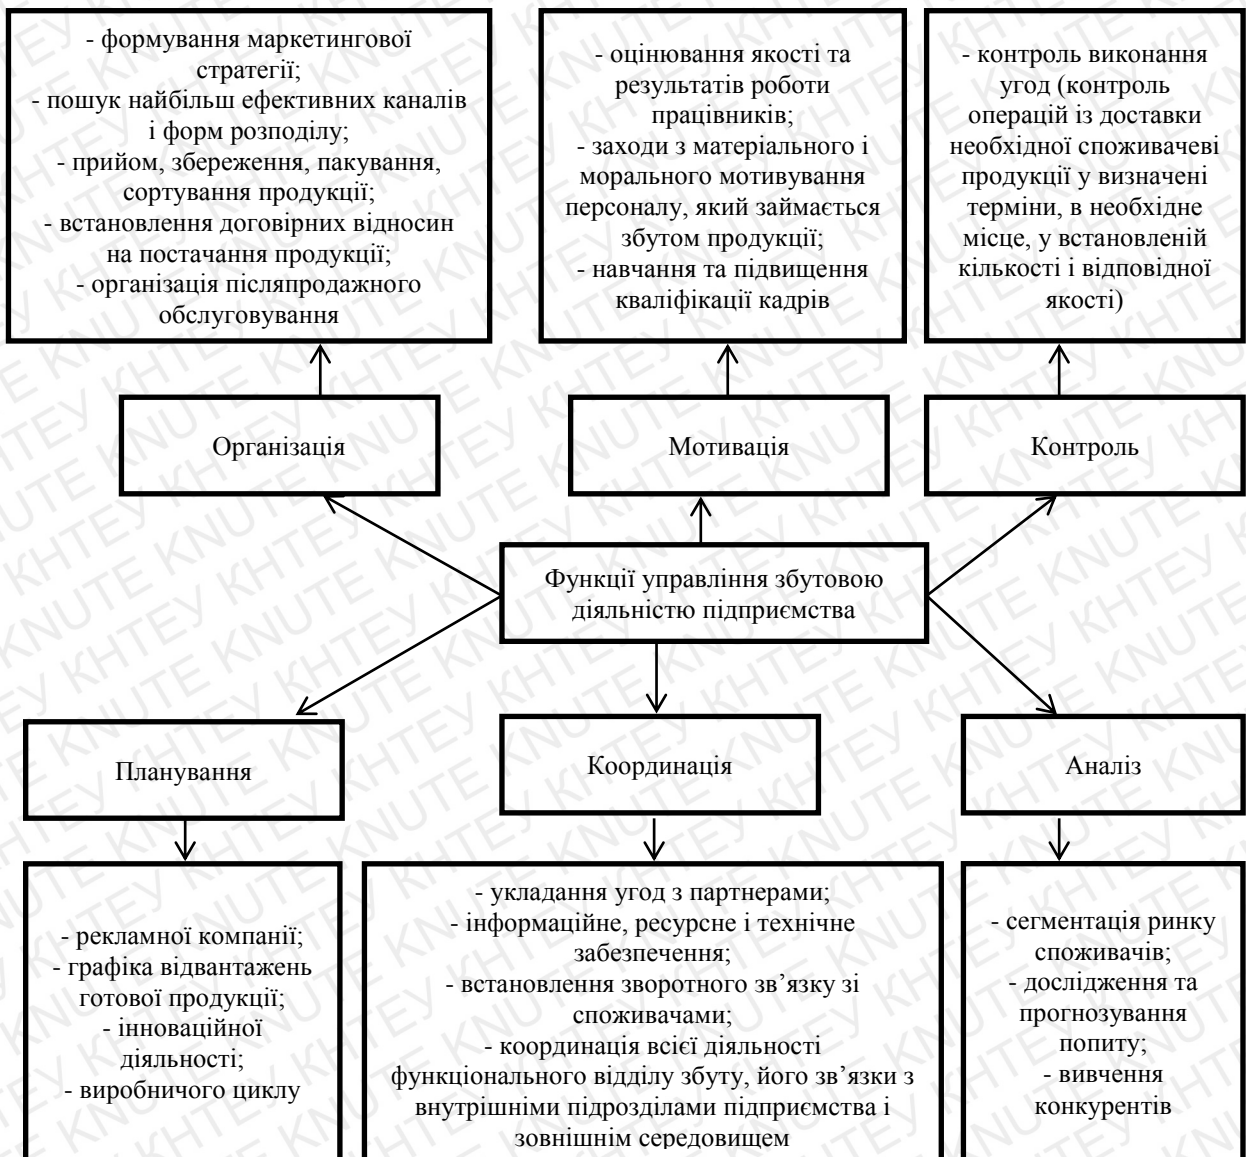 - формування маркетингової
стратегії;
- пошук найбільш ефективних каналів
і форм розподілу;
- прийом, збереження, пакування,
сортування продукції;
- встановлення договірних відносин
на постачання продукції;
- організація післяпродажного
обслуговування
- оцінювання якості та
результатів роботи
працівників;
- заходи з матеріального і
морального мотивування
персоналу, який займається
збутом продукції;
- навчання та підвищення
кваліфікації кадрів
- контроль виконання
угод (контроль
операцій із доставки
необхідної споживачеві
продукції у визначені
терміни, в необхідне
місце, у встановленій
кількості і відповідної
якості)
Організація
Мотивація
Контроль
Функції управління збутовою
діяльністю підприємства
Планування
Координація
Аналіз
- рекламної компанії;
- графіка відвантажень
готової продукції;
- інноваційної
діяльності;
- виробничого циклу
- укладання угод з партнерами;
- інформаційне, ресурсне і технічне
забезпечення;
- встановлення зворотного зв’язку зі
споживачами;
- координація всієї діяльності
функціонального відділу збуту, його зв’язки з
внутрішніми підрозділами підприємства і
зовнішнім середовищем
- сегментація ринку
споживачів;
- дослідження та
прогнозування
попиту;
- вивчення
конкурентів